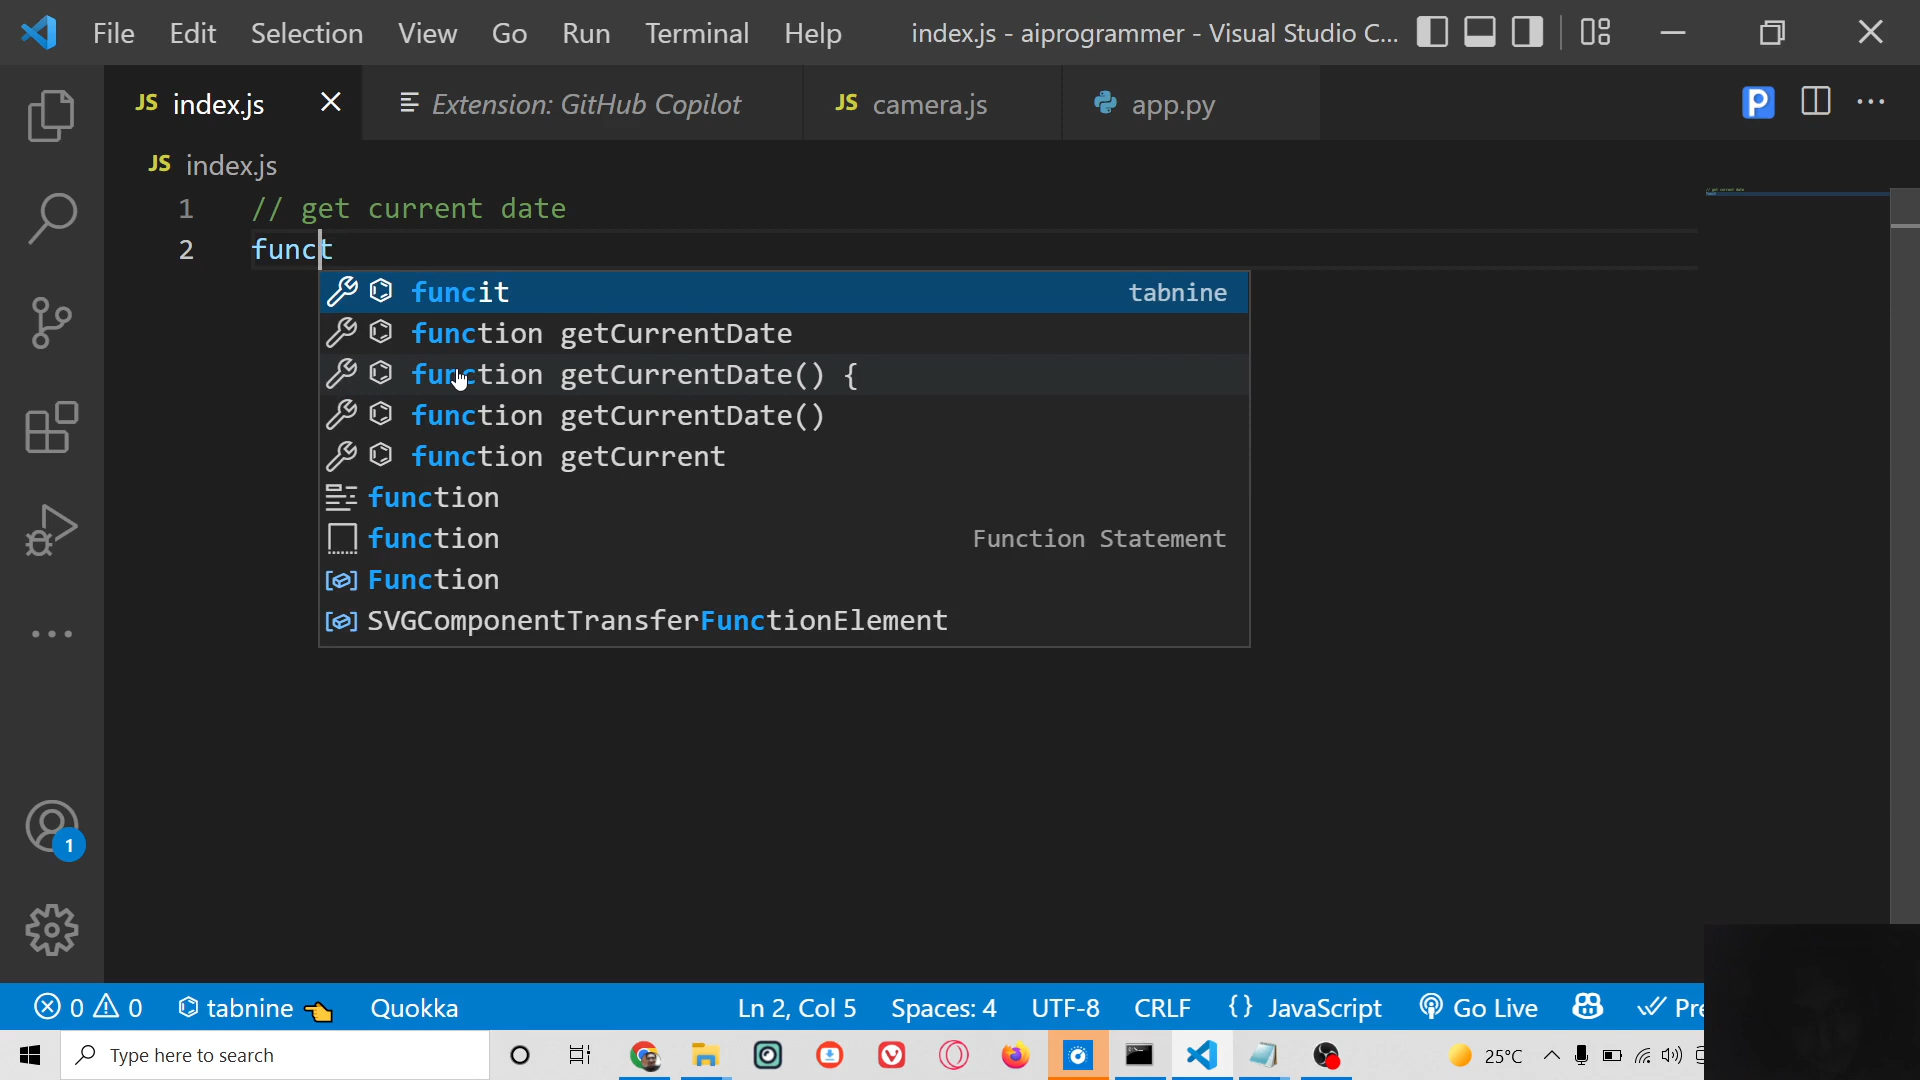 File Edit Selection View Go Run Terminal Help index.js - aiprogrammer - Visual Studio C...
JS index.js Extension: GitHub Copilot JS camera.js app.py P
JS index.js
1 // get current date
2 funct
funcit tabnine
function getCurrentDate
function getCurrentDate() {
function getCurrentDate()
function getCurrent
function
function Function Statement
Function
SVGComponentTransferFunctionElement
1
0 0 tabnine Quokka Ln 2, Col 5 Spaces: 4 UTF-8 CRLF {} JavaScript Go Live Pre
Type here to search 25°C